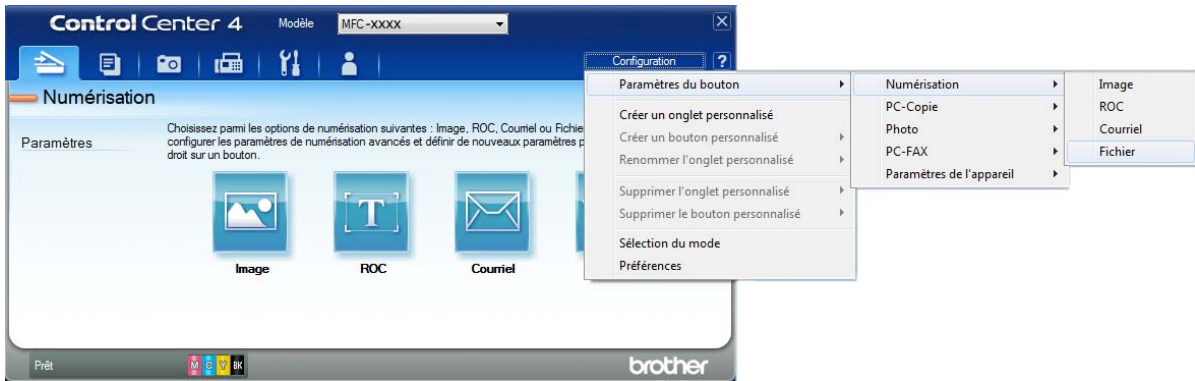 Control Center 4
Modèle
MFC-XXXX
Configuration
?
Numérisation
Paramètres
Choisissez parmi les options de numérisation suivantes : Image, ROC, Courriel ou Fichie
configurer les paramètres de numérisation avancés et définir de nouveaux paramètres p
droit sur un bouton.
Image
ROC
Courriel
Paramètres du bouton
Créer un onglet personnalisé
Créer un bouton personnalisé
Renommer l'onglet personnalisé
Supprimer l'onglet personnalisé
Supprimer le bouton personnalisé
Sélection du mode
Préférences
Numérisation
PC-Copie
Photo
PC-FAX
Paramètres de l'appareil
Image
ROC
Courriel
Fichier
Prêt
M C Y BK
brother